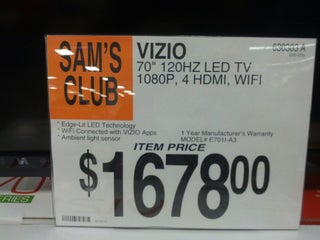 SAM'S
CLUB
VIZIO
70" 120HZ LED TV
1080P, 4 HDMI, WIFI
* Edge-Lit LED Technology
* WiFi Connected with VIZIO Apps
* Ambient light sensor
1 Year Manufacturer's Warranty
MODEL# E701I-A3
ITEM PRICE
$167800